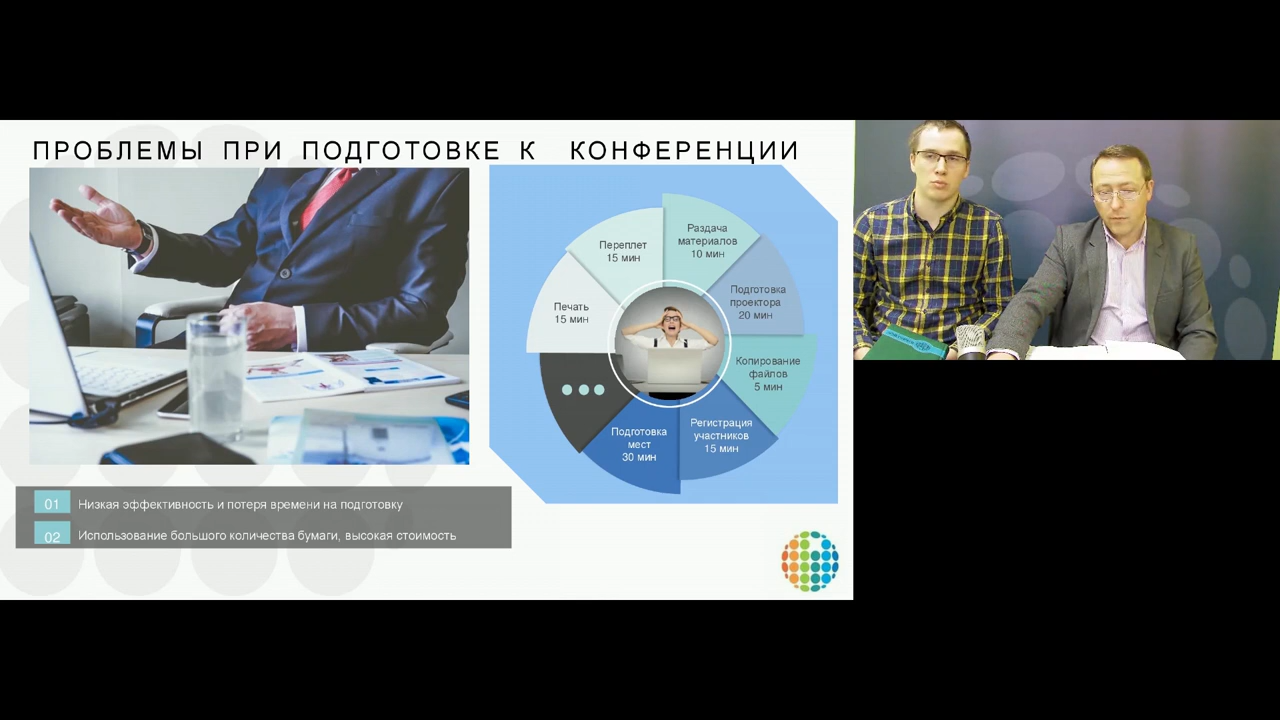 ПРОБЛЕМЫ ПРИ ПОДГОТОВКЕ К КОНФЕРЕНЦИИ
Раздача
материалов
10 мин
Переплет
15 мин
Подготовка
проектора
20 мин
Печать
15 мин
Копирование
файлов
5 мин
Регистрация
участников
15 мин
Подготовка
мест
30 мин
01 Низкая эффективность и потеря времени на подготовку
02 Использование большого количества бумаги, высокая стоимость